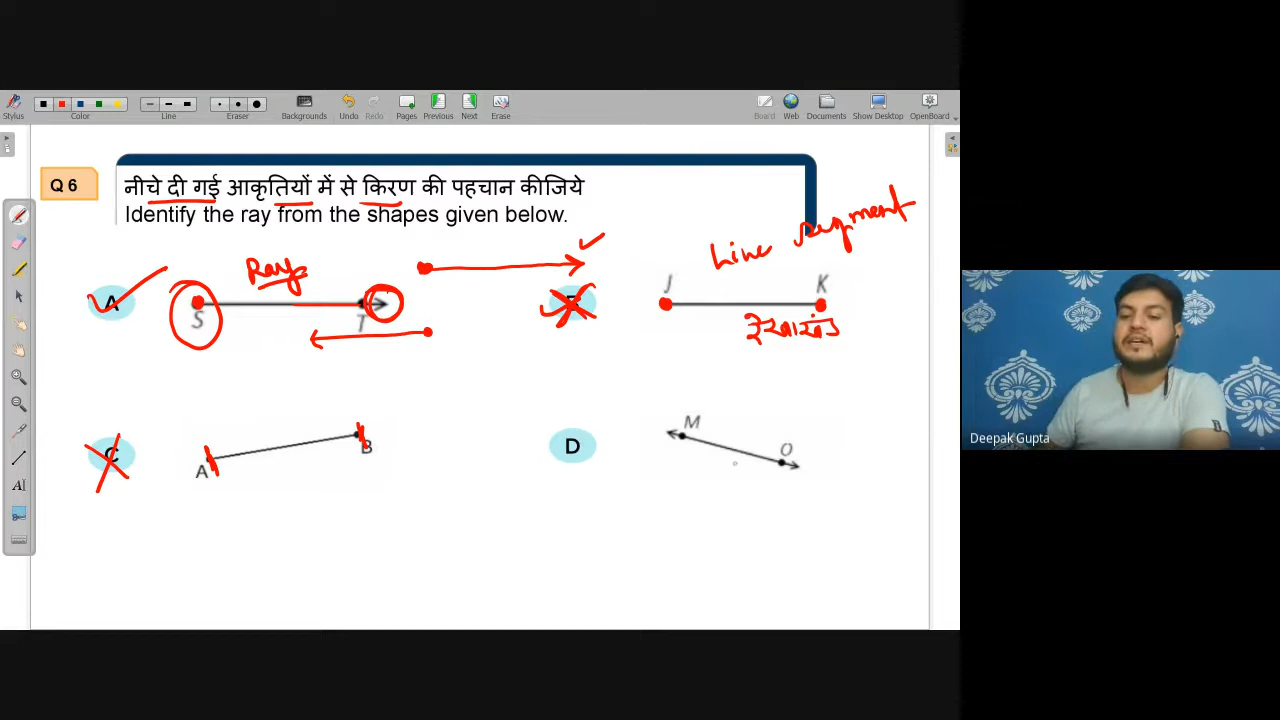 Stylus Color Line Eraser Backgrounds Undo Redo Pages Previous Next Erase Board Web Documents Show Desktop OpenBoard
Q 6
नीचे दी गई आकृतियों में से किरण की पहचान कीजिये
Identify the ray from the shapes given below.
Line segment
Ray
A
S
T
J
K
रेखाखंड
C
A
B
D
M
O
Deepak Gupta